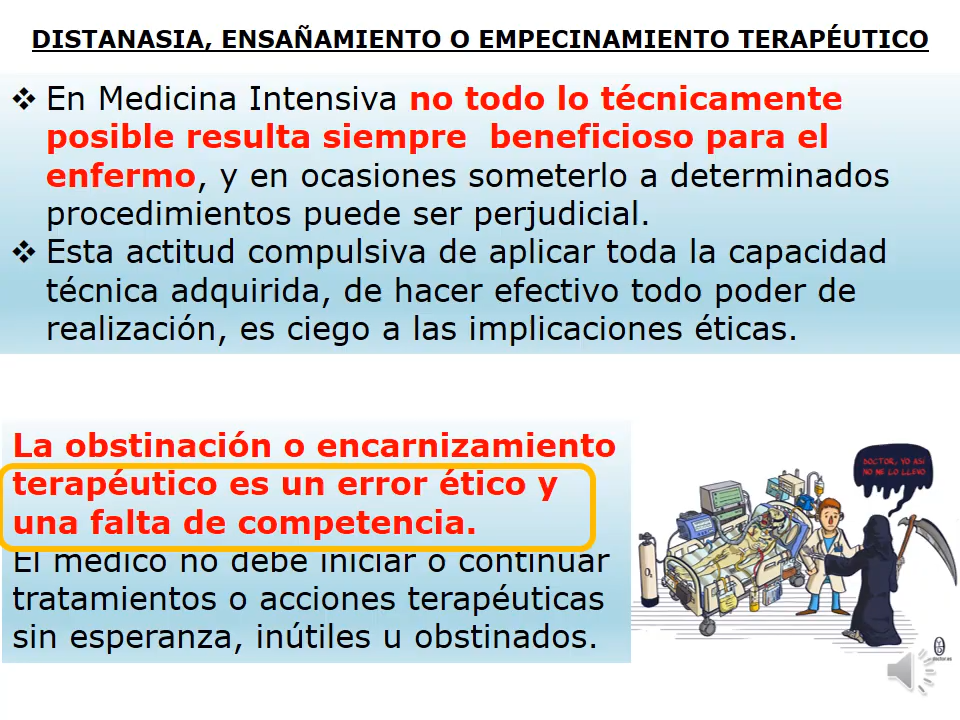 DISTANASIA, ENSAÑAMIENTO O EMPECINAMIENTO TERAPÉUTICO
❖ En Medicina Intensiva no todo lo técnicamente
posible resulta siempre beneficioso para el
enfermo, y en ocasiones someterlo a determinados
procedimientos puede ser perjudicial.
❖ Esta actitud compulsiva de aplicar toda la capacidad
técnica adquirida, de hacer efectivo todo poder de
realización, es ciego a las implicaciones éticas.
La obstinación o encarnizamiento
terapéutico es un error ético y
una falta de competencia.
El médico no debe iniciar o continuar
tratamientos o acciones terapéuticas
sin esperanza, inútiles u obstinados.
DOCTOR, YO ASI
NO ME LO LLEVO
O₂